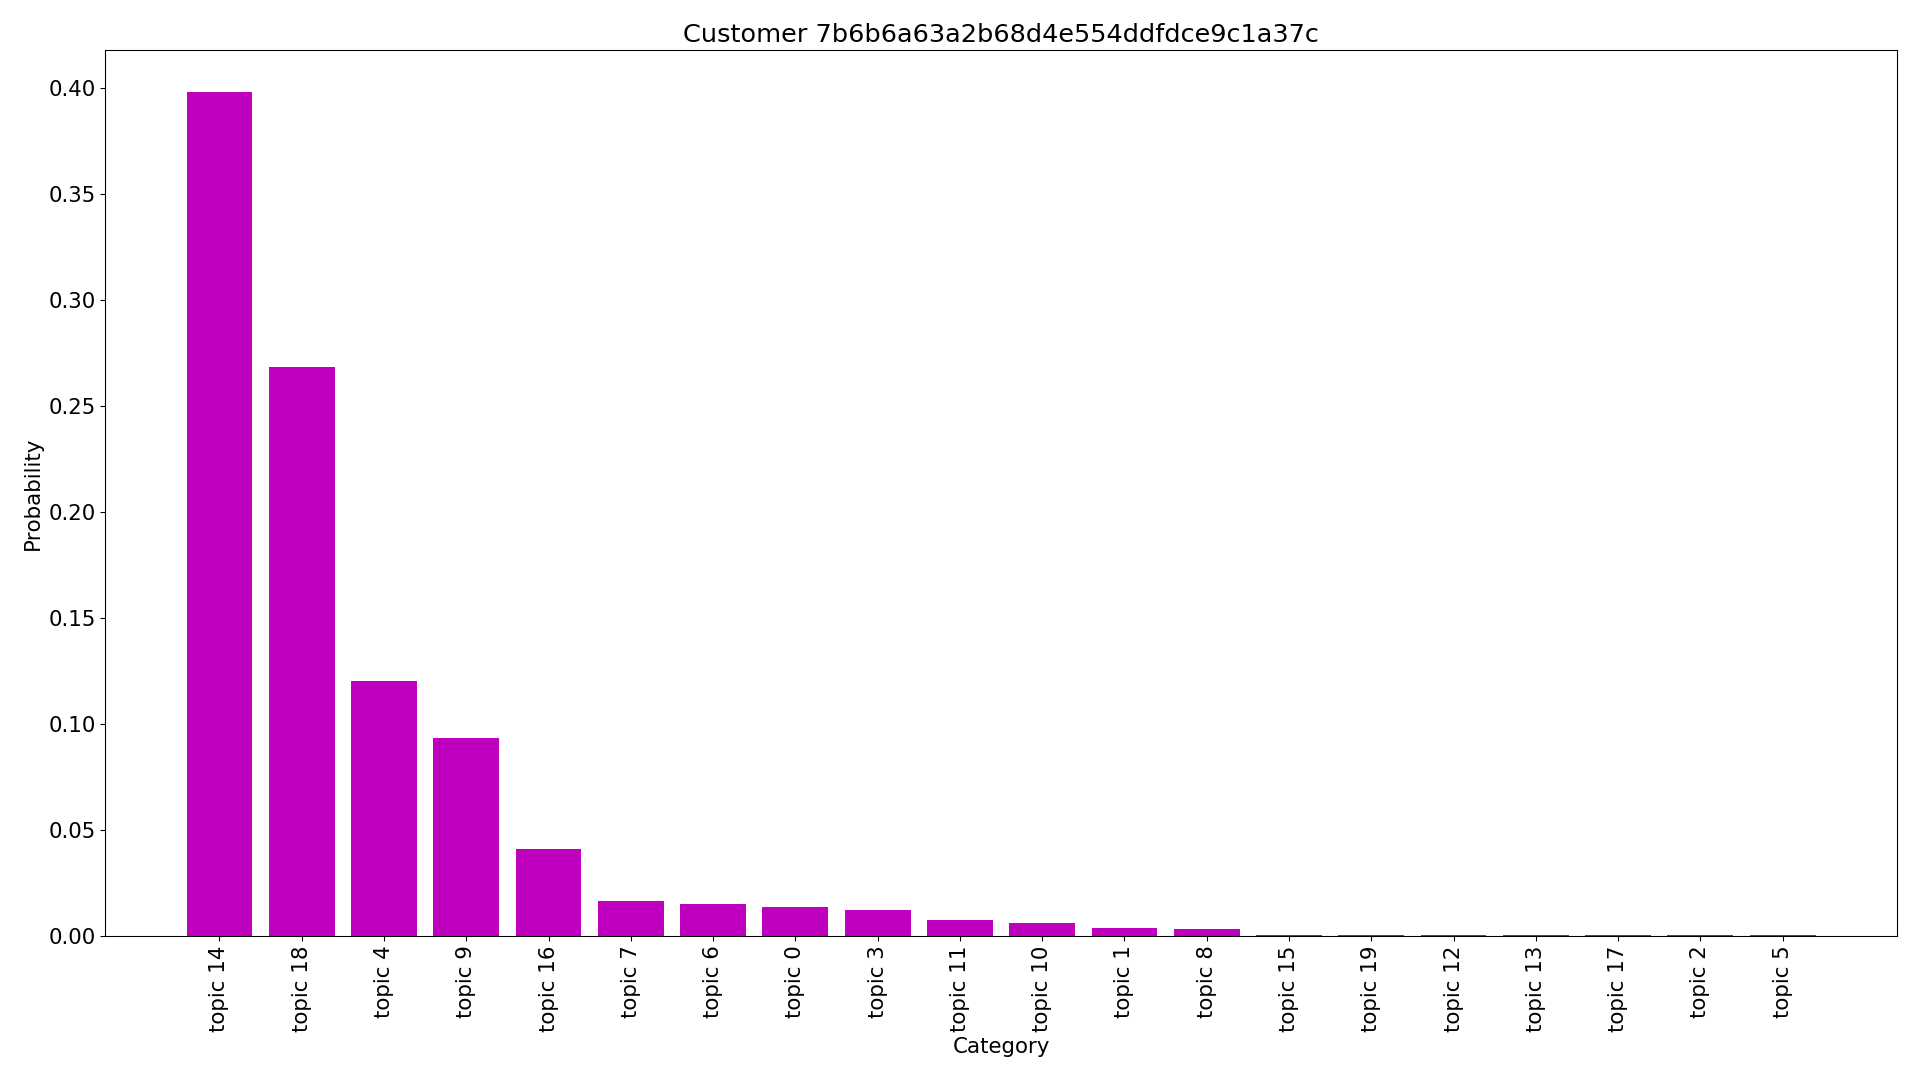 Customer 7b6b6a63a2b68d4e554ddfdce9c1a37c
0.40
0.35
0.30
0.25
0.20
0.15
0.10
0.05
0.00
Probability
topic 14
topic 18
topic 4
topic 9
topic 16
topic 7
topic 6
topic 0
topic 3
topic 11
topic 10
topic 1
topic 8
topic 15
topic 19
topic 12
topic 13
topic 17
topic 2
topic 5
Category